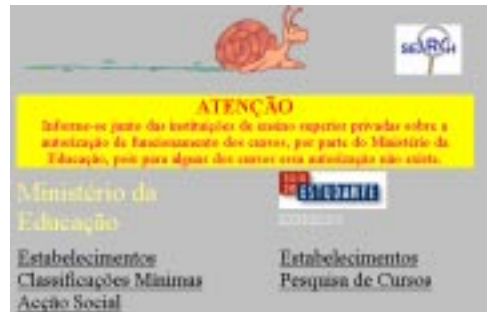 SEARCH
ATENÇÃO
Informe-se junto das instituições de ensino superior privadas sobre a
autorização de funcionamento dos cursos, por parte do Ministério da
Educação, pois para alguns dos cursos essa autorização não existe.
Ministério da
Educação
ESTUDANTE
Estabelecimentos
Classificações Mínimas
Acção Social
Estabelecimentos
Pesquisa de Cursos